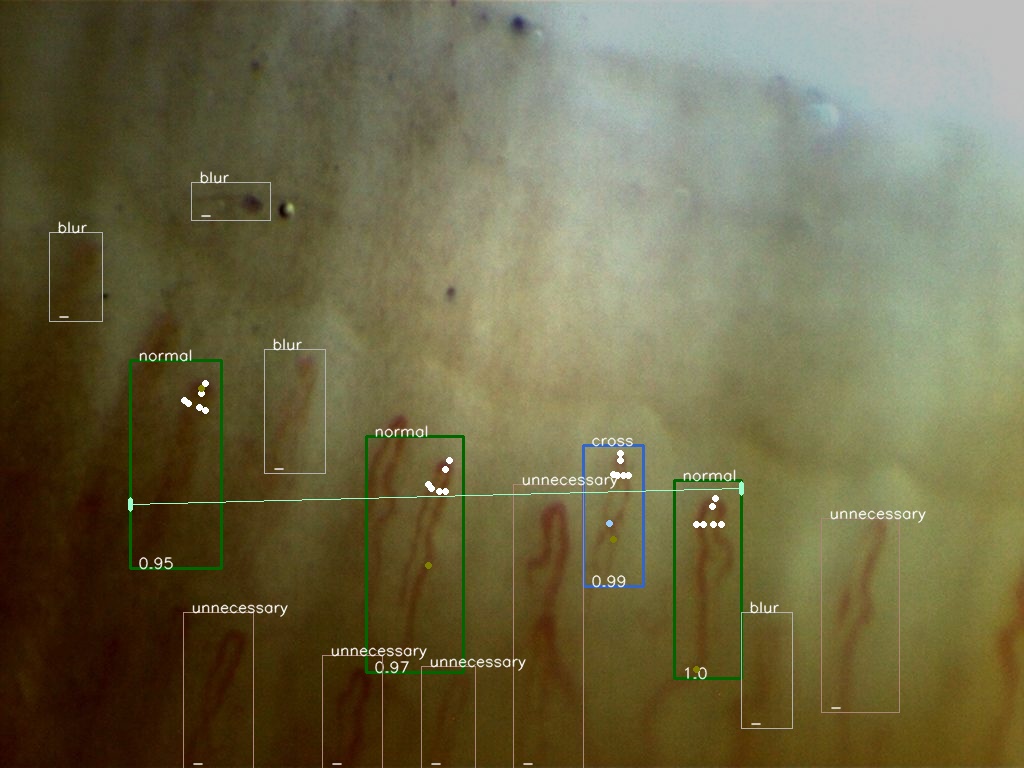 blur
_
blur
_
normal
0.95
blur
_
normal
0.97
cross
0.99
unnecessary
_
normal
1.0
unnecessary
_
unnecessary
_
blur
_
unnecessary
_
unnecessary
_